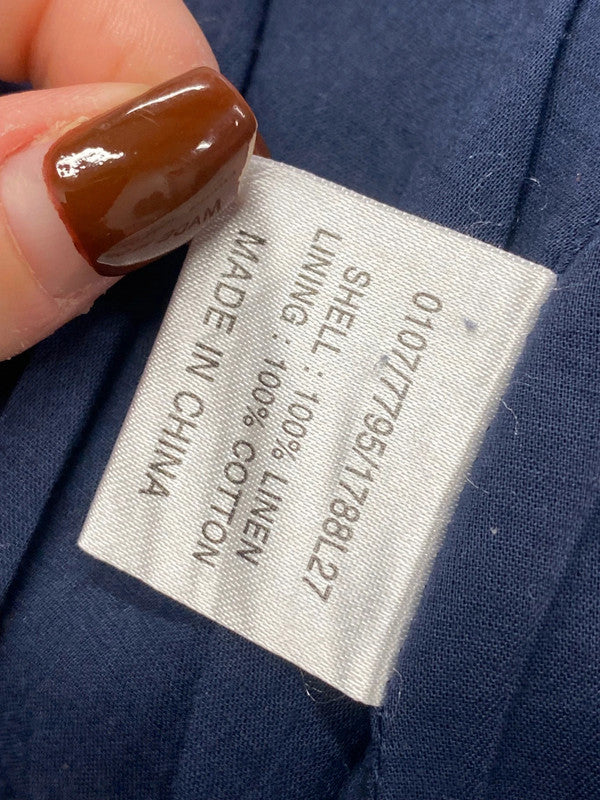 0107/7795/1788L27
SHELL : 100% LINEN
LINING : 100% COTTON
MADE IN CHINA